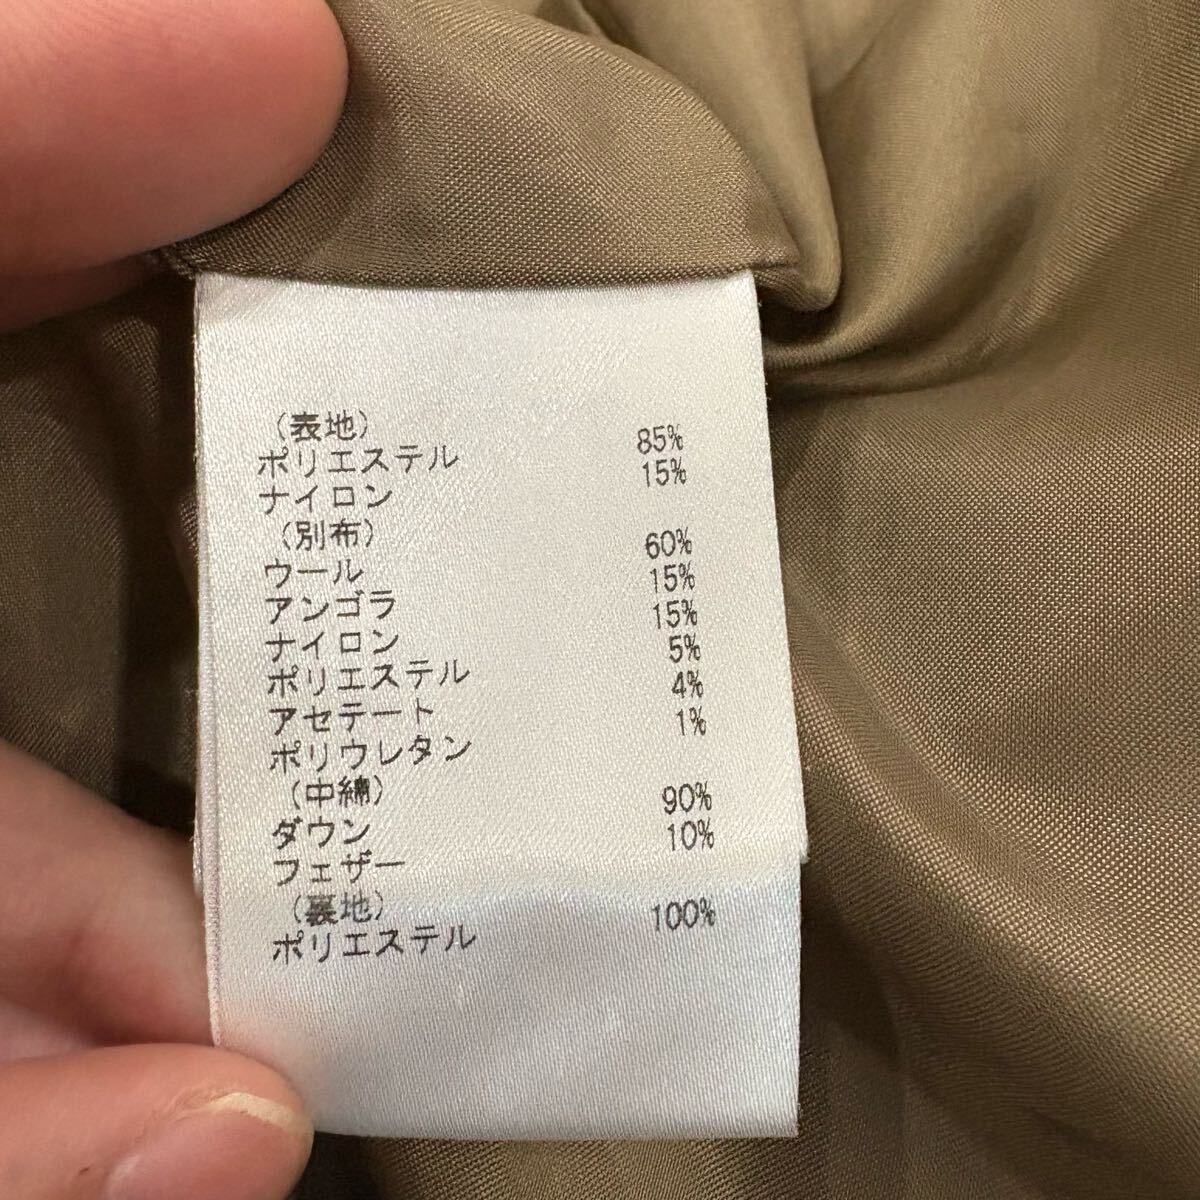 (表地)
ポリエステル 85%
ナイロン 15%
(別布)
ウール 60%
アンゴラ 15%
ナイロン 15%
ポリエステル 5%
アセテート 4%
ポリウレタン 1%
(中綿)
ダウン 90%
フェザー 10%
(裏地)
ポリエステル 100%